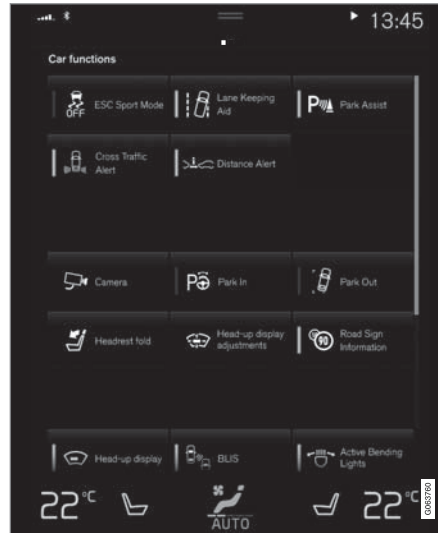 13:45
Car functions
OFF
ESC Sport Mode
Lane Keeping
Aid
P
Park Assist
Cross Traffic
Alert
Distance Alert
Camera
P
Park In
Park Out
Headrest fold
Head-up display
adjustments
90
Road Sign
Information
Head-up display
BLIS
Active Bending
Lights
22°C
AUTO
22°C
G063760